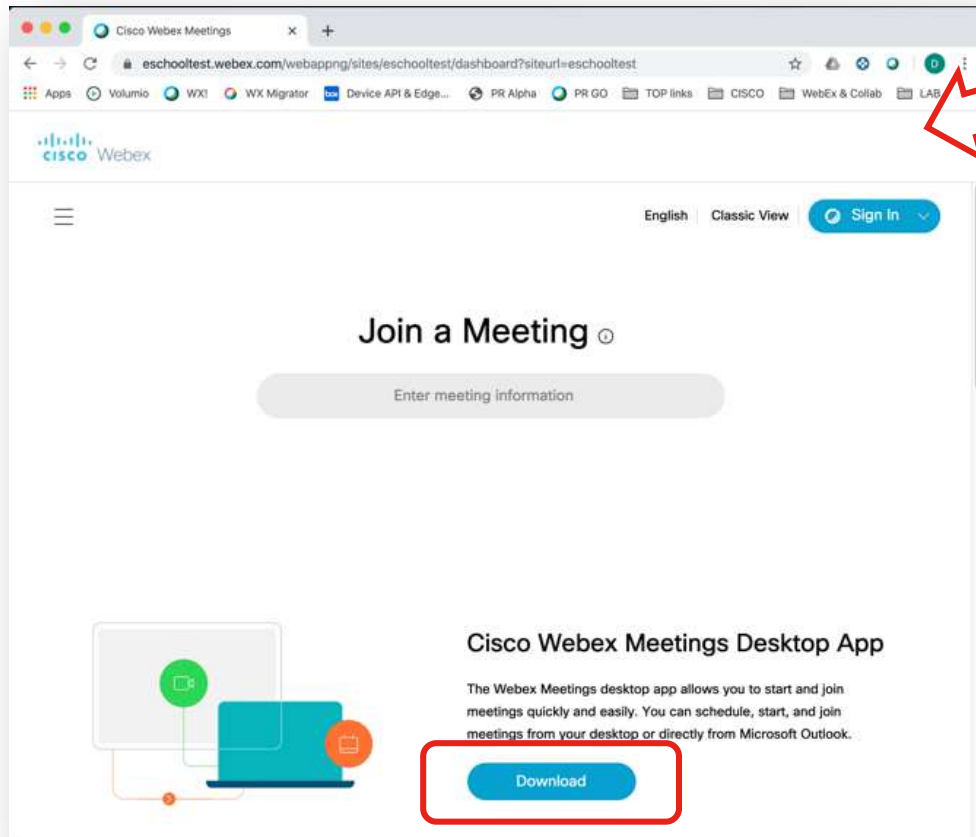 Cisco Webex Meetings
eschooltest.webex.com/webappng/sites/eschooltest/dashboard?siteurl=eschooltest
D
Apps Volumio WX! WX Migrator box Device API & Edge... PR Alpha PR GO TOP links CISCO WebEx & Collab LAB
CISCO Webex
English Classic View Sign In
Join a Meeting
Enter meeting information
Cisco Webex Meetings Desktop App
The Webex Meetings desktop app allows you to start and join
meetings quickly and easily. You can schedule, start, and join
meetings from your desktop or directly from Microsoft Outlook.
Download